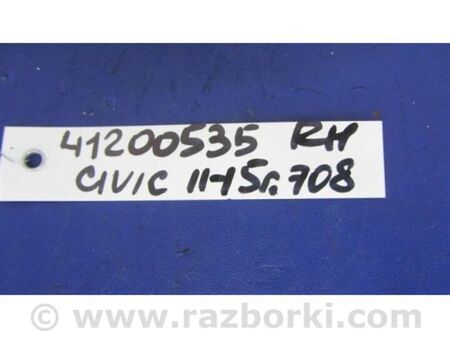 41200535 RH
CIVIC 11-15г. 708
www.razborki.com